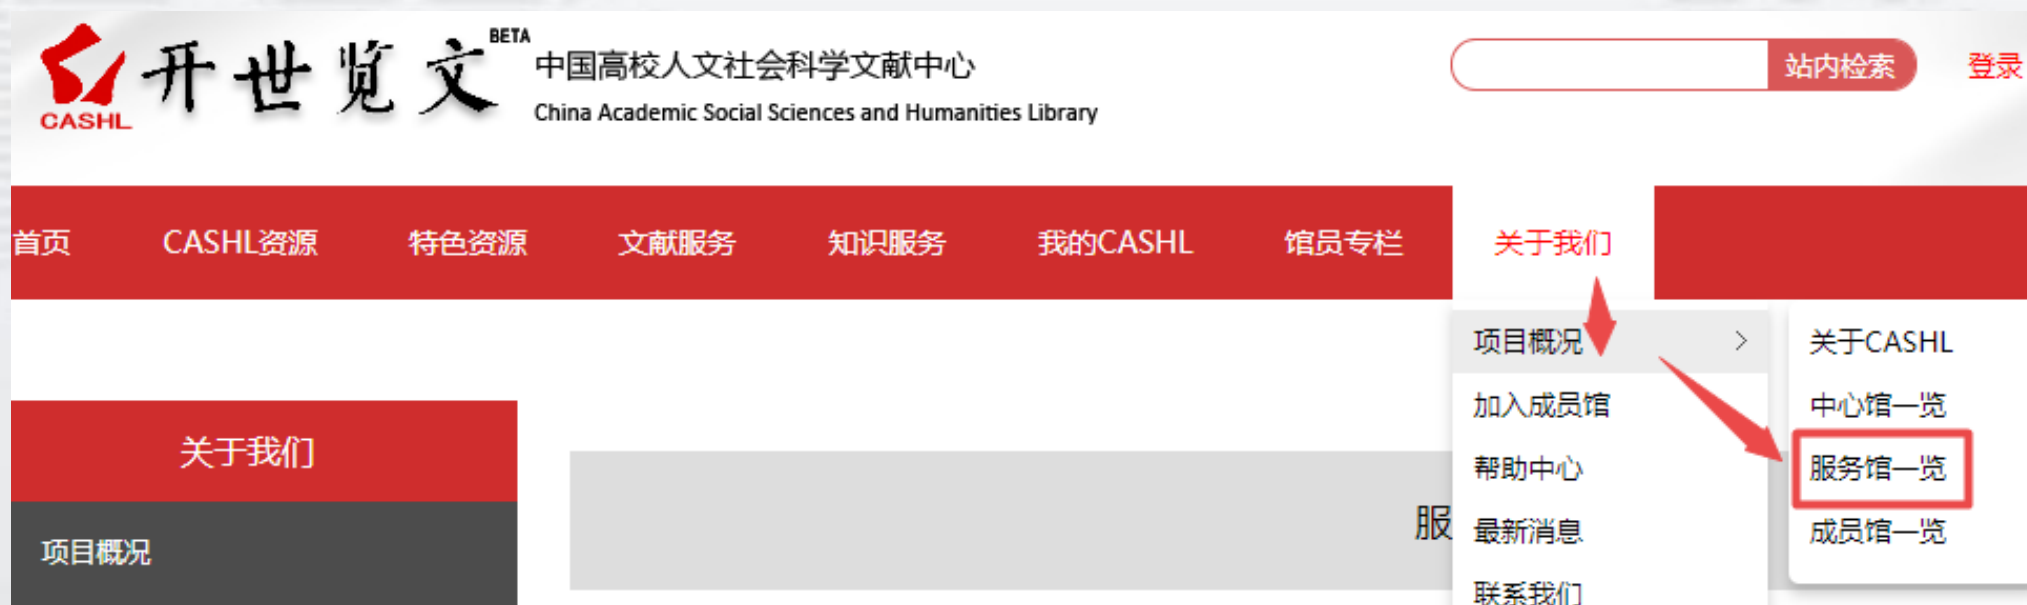 开世览文 BETA
中国高校人文社会科学文献中心
China Academic Social Sciences and Humanities Library
CASHL
站内检索
登录
首页
CASHL资源
特色资源
文献服务
知识服务
我的CASHL
馆员专栏
关于我们
项目概况
加入成员馆
帮助中心
最新消息
联系我们
关于CASHL
中心馆一览
服务馆一览
成员馆一览
关于我们
项目概况
服